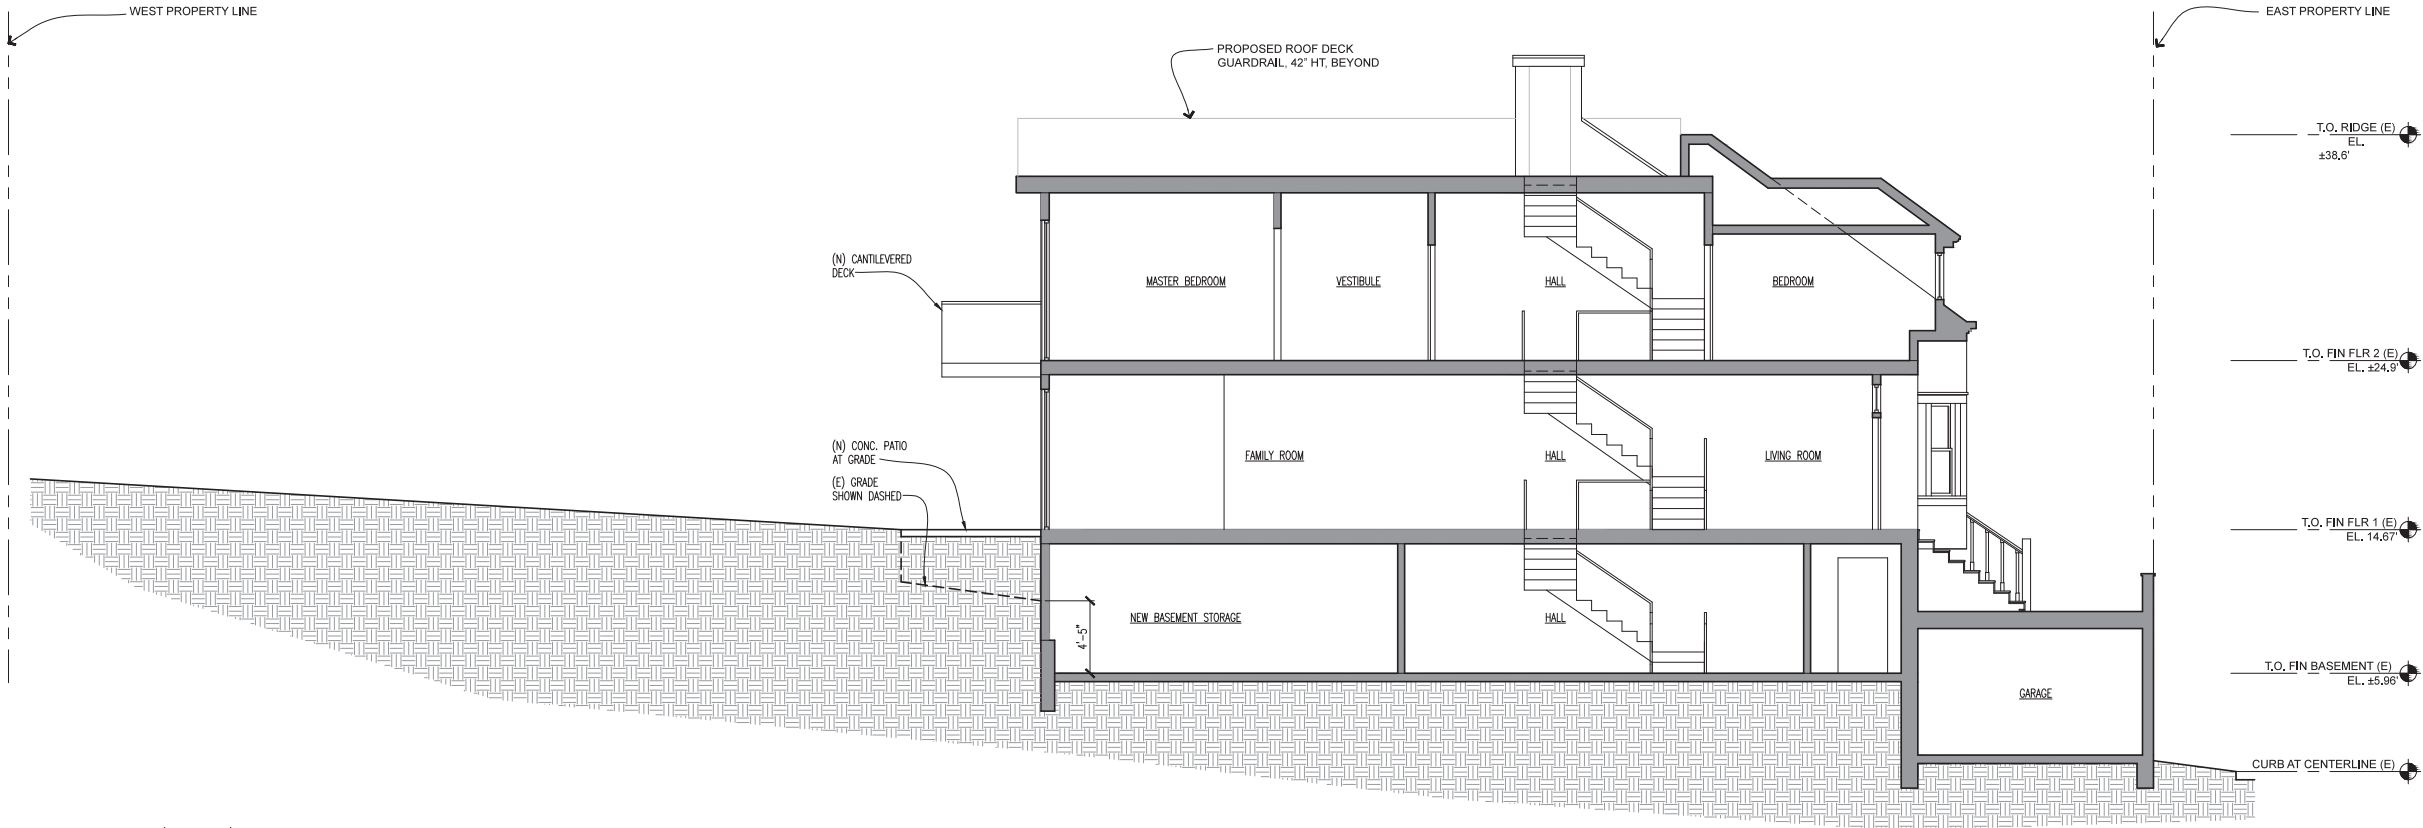 WEST PROPERTY LINE
EAST PROPERTY LINE
PROPOSED ROOF DECK
GUARDRAIL, 42" HT, BEYOND
T.O. RIDGE (E)
EL.
±38.6'
(N) CANTILEVERED
DECK
MASTER BEDROOM
VESTIBULE
HALL
BEDROOM
T.O. FIN FLR 2 (E)
EL. ±24.9'
(N) CONC. PATIO
AT GRADE
(E) GRADE
SHOWN DASHED
FAMILY ROOM
HALL
LIVING ROOM
T.O. FIN FLR 1 (E)
EL. 14.67'
NEW BASEMENT STORAGE
4'-5"
HALL
T.O. FIN BASEMENT (E)
EL. ±5.96'
GARAGE
CURB AT CENTERLINE (E)